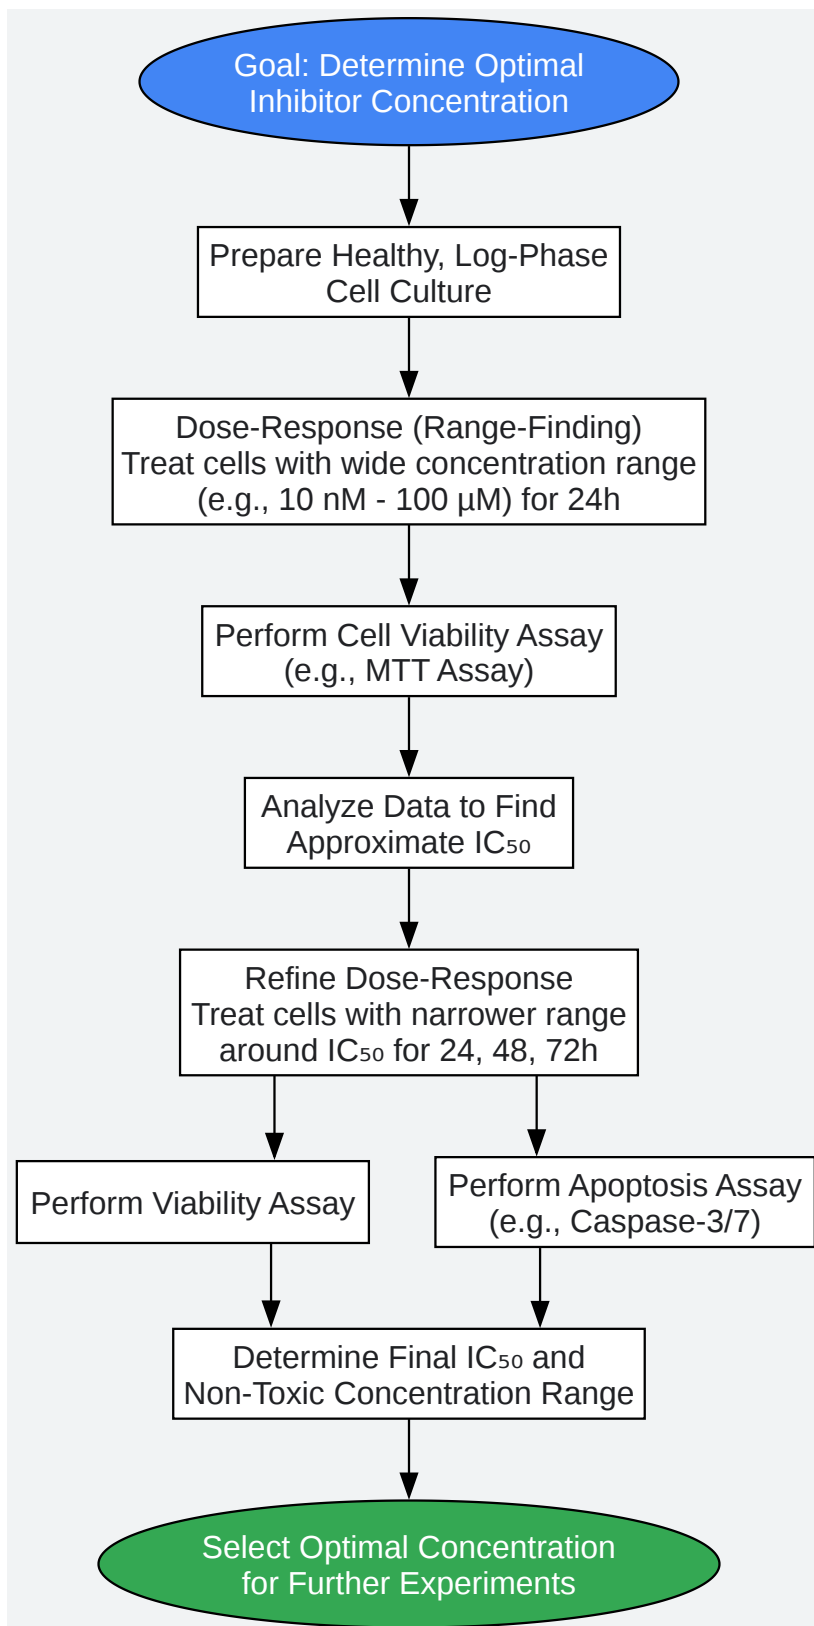 Goal: Determine Optimal
Inhibitor Concentration
Prepare Healthy, Log-Phase
Cell Culture
Dose-Response (Range-Finding)
Treat cells with wide concentration range
(e.g., 10 nM - 100 µM) for 24h
Perform Cell Viability Assay
(e.g., MTT Assay)
Analyze Data to Find
Approximate IC₅₀
Refine Dose-Response
Treat cells with narrower range
around IC₅₀ for 24, 48, 72h
Perform Viability Assay
Perform Apoptosis Assay
(e.g., Caspase-3/7)
Determine Final IC₅₀ and
Non-Toxic Concentration Range
Select Optimal Concentration
for Further Experiments